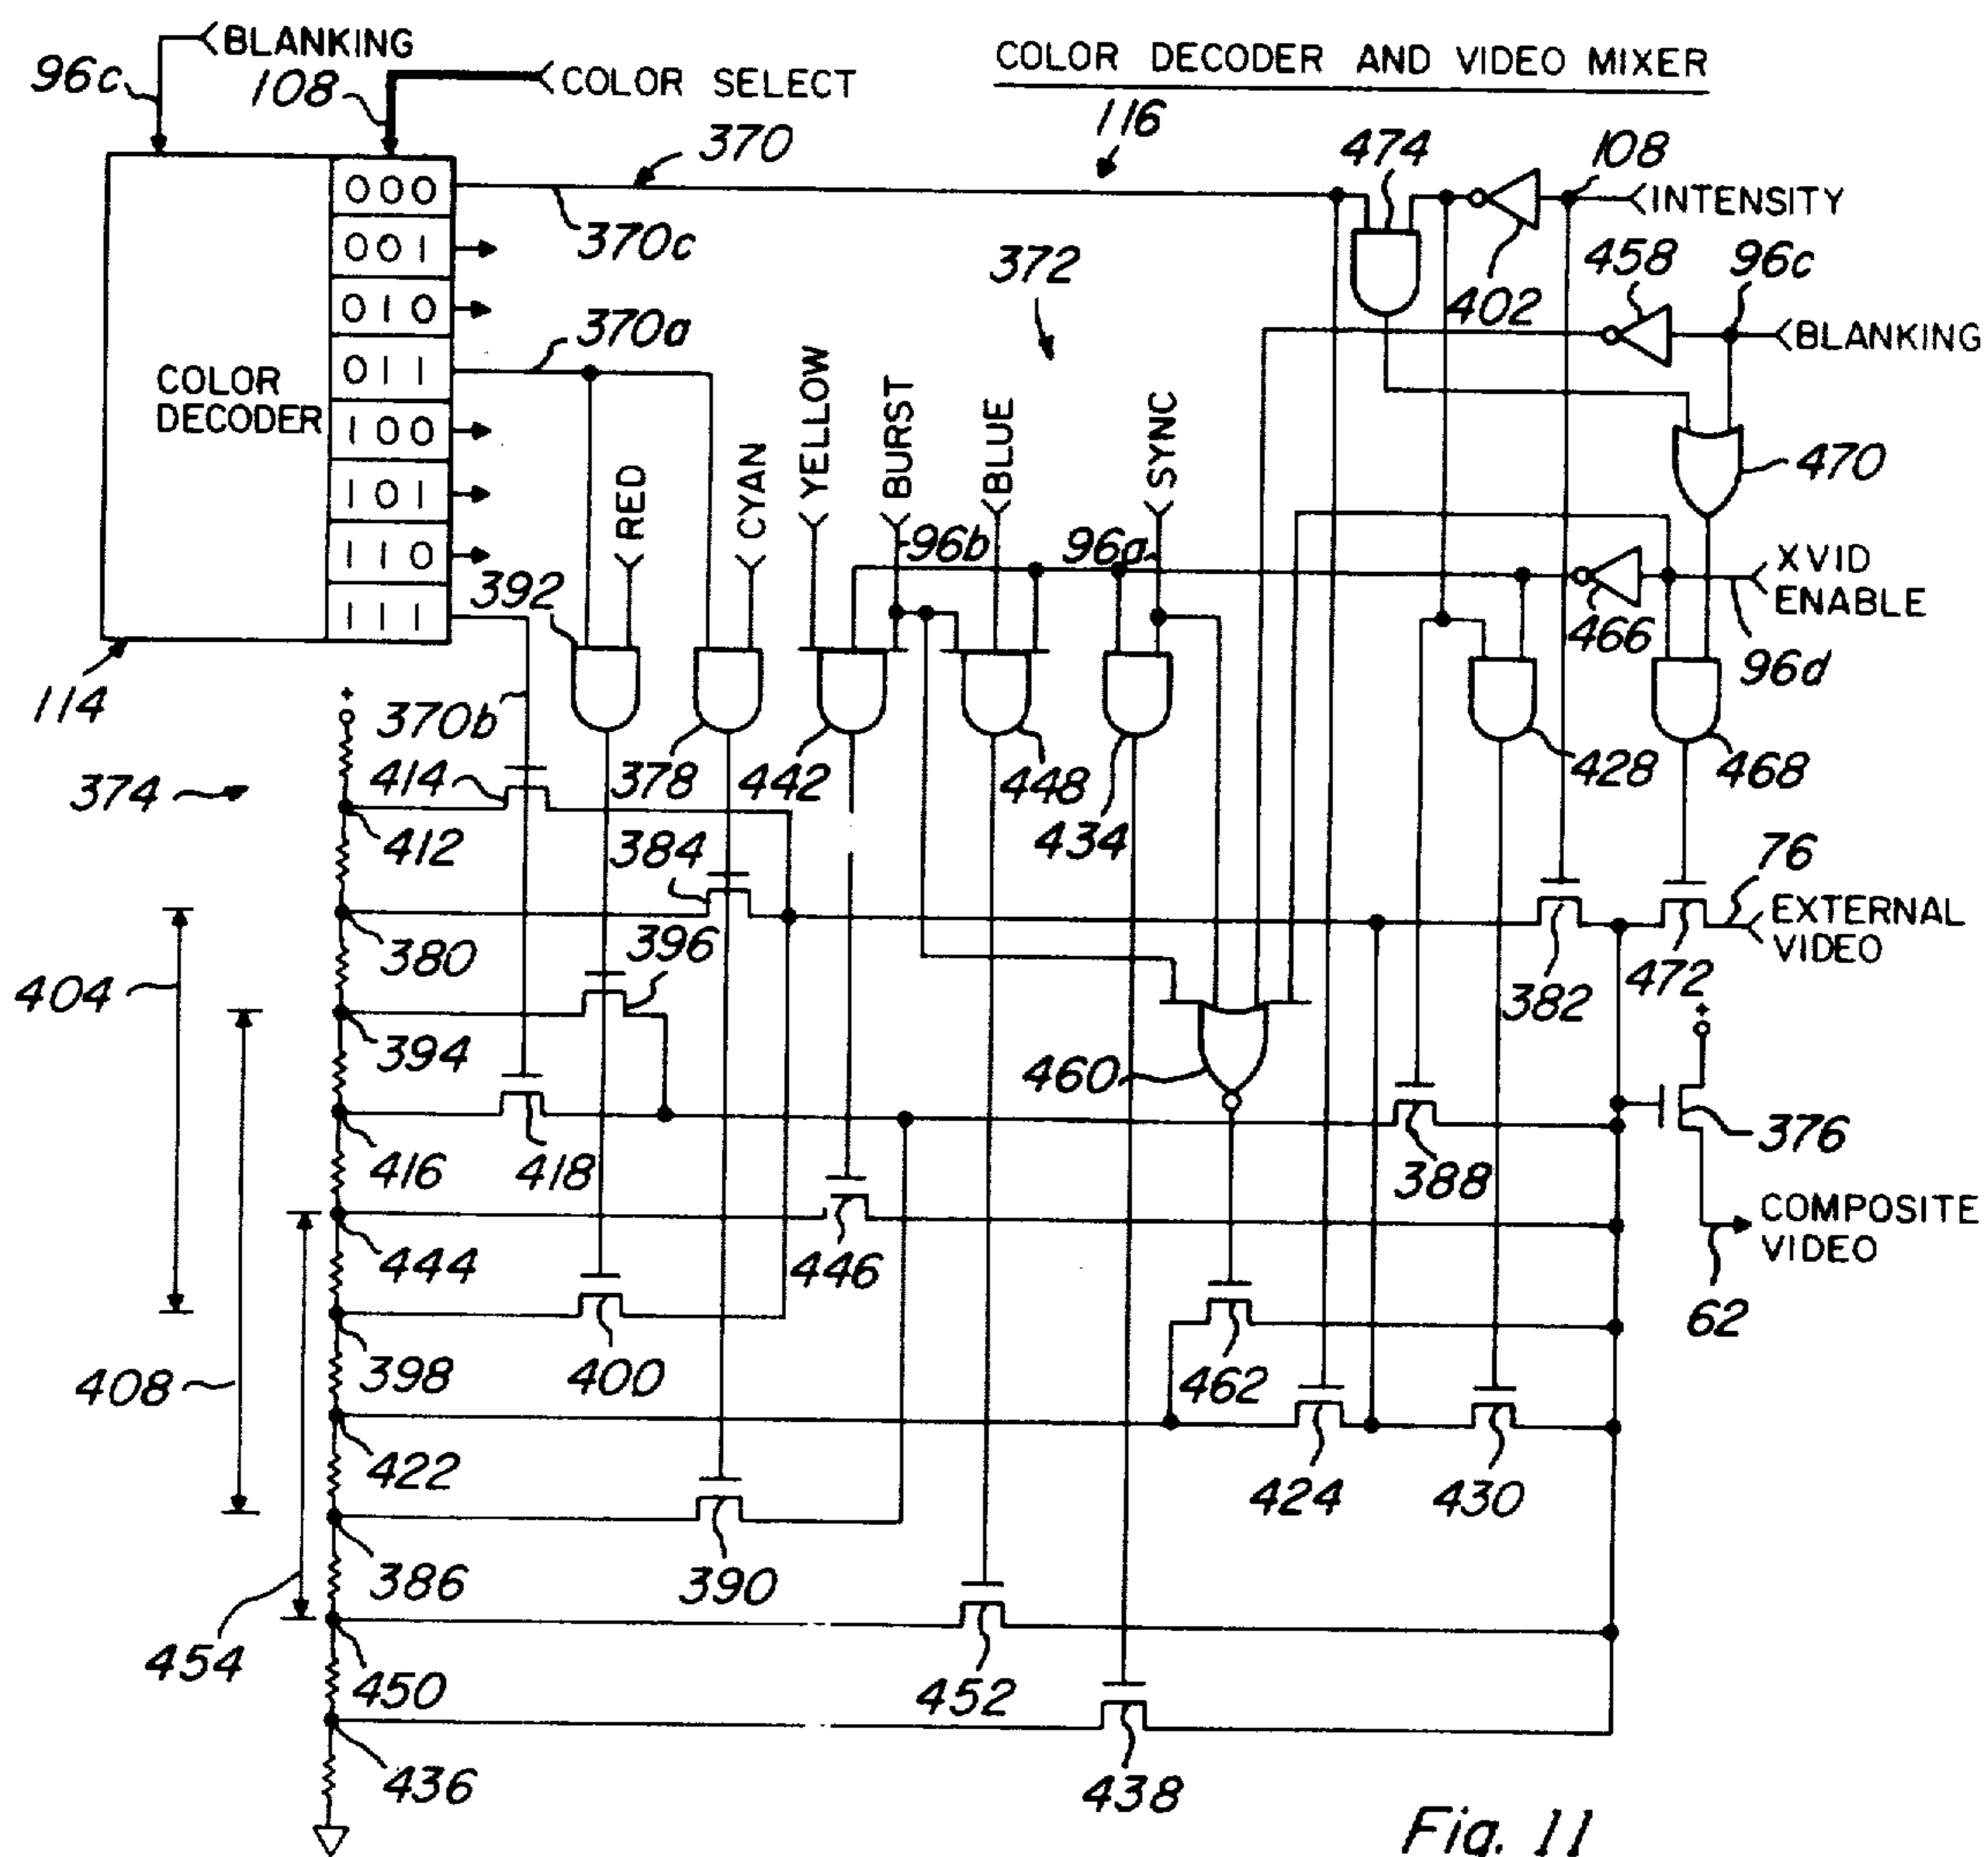 BLANKING
COLOR DECODER AND VIDEO MIXER
96c
108
COLOR SELECT
116
370
474
108
000
INTENSITY
370c
001
372
458
96c
402
010
370a
BLANKING
011
COLOR
DECODER
YELLOW
BURST
BLUE
SYNC
100
470
CYAN
RED
101
96b
96a
XVID
ENABLE
110
392
466
111
96d
114
370b
414
378
442
448
434
428
468
374
412
384
76
EXTERNAL
VIDEO
380
396
404
382
472
394
460
376
416
418
388
COMPOSITE
VIDEO
444
446
62
398
400
462
408
422
424
430
386
390
454
450
452
436
438
Fig. 11